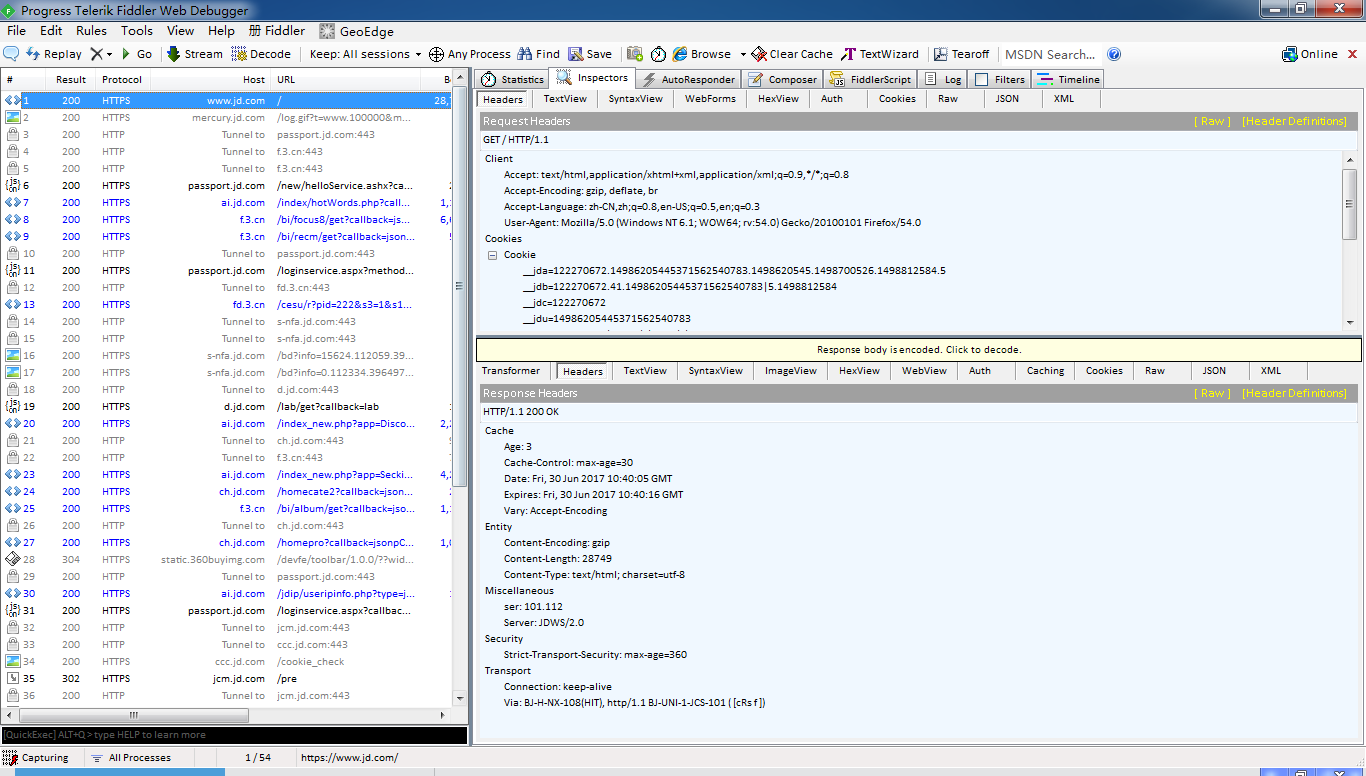 Progress Telerik Fiddler Web Debugger
File Edit Rules Tools View Help Fiddler GeoEdge
Replay Go Stream Decode Keep: All sessions Any Process Find Save Browse Clear Cache TextWizard Tearoff MSDN Search... Online
# Result Protocol Host URL
1 200 HTTPS www.jd.com /
2 200 HTTPS mercury.jd.com /log.gif?t=www.100000&m...
3 200 HTTP Tunnel to passport.jd.com:443
4 200 HTTP Tunnel to f.3.cn:443
5 200 HTTP Tunnel to f.3.cn:443
6 200 HTTPS passport.jd.com /new/helloService.ashx?ca...
7 200 HTTPS ai.jd.com /index/hotWords.php?call...
8 200 HTTPS f.3.cn /bi/focus8/get?callback=js...
9 200 HTTPS f.3.cn /bi/recm/get?callback=json...
10 200 HTTP Tunnel to passport.jd.com:443
11 200 HTTPS passport.jd.com /loginservice.aspx?method...
12 200 HTTP Tunnel to fd.3.cn:443
13 200 HTTPS fd.3.cn /cesu/r?pid=222&s3=1&s1...
14 200 HTTP Tunnel to s-nfa.jd.com:443
15 200 HTTP Tunnel to s-nfa.jd.com:443
16 200 HTTPS s-nfa.jd.com /bd?info=15624.112059.39...
17 200 HTTPS s-nfa.jd.com /bd?info=0.112334.396497...
18 200 HTTP Tunnel to d.jd.com:443
19 200 HTTPS d.jd.com /lab/get?callback=lab
20 200 HTTPS ai.jd.com /index_new.php?app=Disco...
21 200 HTTP Tunnel to ch.jd.com:443
22 200 HTTP Tunnel to f.3.cn:443
23 200 HTTPS ai.jd.com /index_new.php?app=Secki...
24 200 HTTPS ch.jd.com /homecate2?callback=json...
25 200 HTTPS f.3.cn /bi/album/get?callback=jso...
26 200 HTTP Tunnel to ch.jd.com:443
27 200 HTTPS ch.jd.com /homepro?callback=jsonpC...
28 304 HTTPS static.360buyimg.com /devfe/toolbar/1.0.0/??wid...
29 200 HTTP Tunnel to passport.jd.com:443
30 200 HTTPS ai.jd.com /jdip/useripinfo.php?type=j...
31 200 HTTPS passport.jd.com /loginservice.aspx?callbac...
32 200 HTTP Tunnel to jcm.jd.com:443
33 200 HTTP Tunnel to ccc.jd.com:443
34 200 HTTPS ccc.jd.com /cookie_check
35 302 HTTPS jcm.jd.com /pre
36 200 HTTP Tunnel to jcm.jd.com:443
[QuickExec] ALT+Q > type HELP to learn more
Statistics Inspectors AutoResponder Composer FiddlerScript Log Filters Timeline
Headers TextView SyntaxView WebForms HexView Auth Cookies Raw JSON XML
Request Headers [ Raw ] [Header Definitions]
GET / HTTP/1.1
Client
Accept: text/html,application/xhtml+xml,application/xml;q=0.9,*/*;q=0.8
Accept-Encoding: gzip, deflate, br
Accept-Language: zh-CN,zh;q=0.8,en-US;q=0.5,en;q=0.3
User-Agent: Mozilla/5.0 (Windows NT 6.1; WOW64; rv:54.0) Gecko/20100101 Firefox/54.0
Cookies
Cookie
__jda=122270672.14986205445371562540783.1498620545.1498700526.1498812584.5
__jdb=122270672.41.14986205445371562540783|5.1498812584
__jdc=122270672
__jdu=14986205445371562540783
Response body is encoded. Click to decode.
Transformer Headers TextView SyntaxView ImageView HexView WebView Auth Caching Cookies Raw JSON XML
Response Headers [ Raw ] [Header Definitions]
HTTP/1.1 200 OK
Cache
Age: 3
Cache-Control: max-age=30
Date: Fri, 30 Jun 2017 10:40:05 GMT
Expires: Fri, 30 Jun 2017 10:40:16 GMT
Vary: Accept-Encoding
Entity
Content-Encoding: gzip
Content-Length: 28749
Content-Type: text/html; charset=utf-8
Miscellaneous
ser: 101.112
Server: JDWS/2.0
Security
Strict-Transport-Security: max-age=360
Transport
Connection: keep-alive
Via: BJ-H-NX-108(HIT), http/1.1 BJ-UNI-1-JCS-101 ( [cRs f ])
Capturing All Processes 1 / 54 https://www.jd.com/